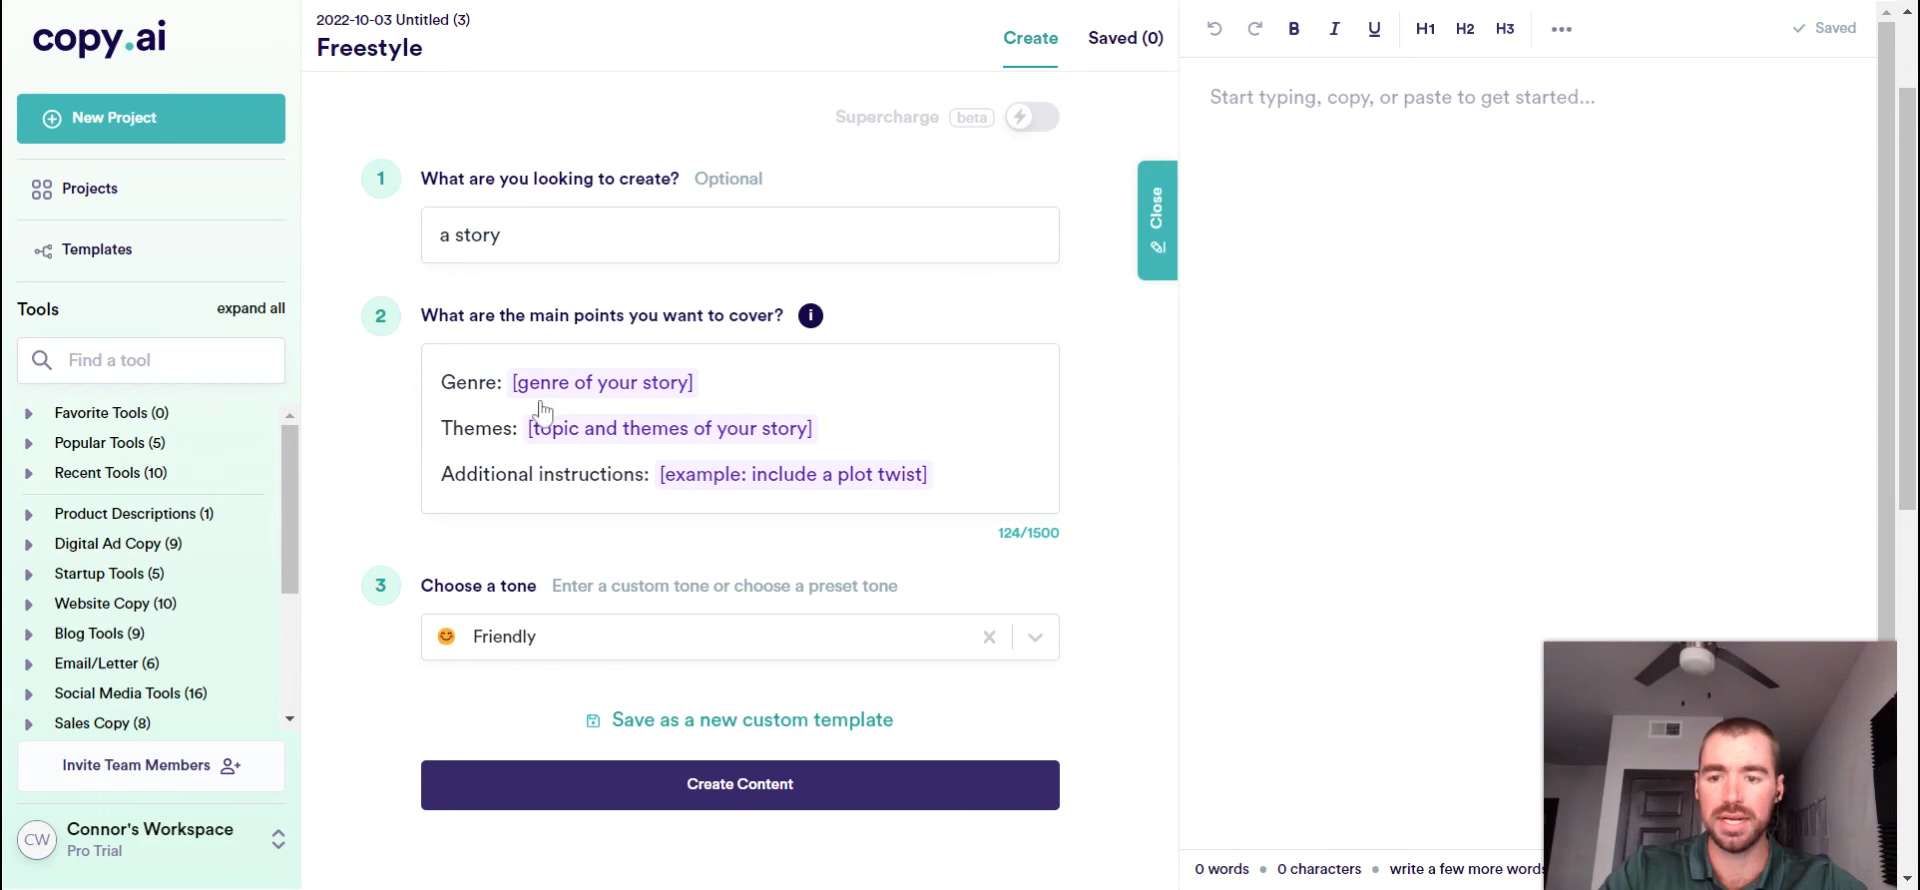 copy.ai
New Project
Projects
Templates
Tools expand all
Find a tool
Favorite Tools (0)
Popular Tools (5)
Recent Tools (10)
Product Descriptions (1)
Digital Ad Copy (9)
Startup Tools (5)
Website Copy (10)
Blog Tools (9)
Email/Letter (6)
Social Media Tools (16)
Sales Copy (8)
Invite Team Members
CW
Connor's Workspace
Pro Trial
2022-10-03 Untitled (3)
Freestyle
Create Saved (0)
Supercharge beta
1 What are you looking to create? Optional
a story
2 What are the main points you want to cover? i
Genre: [genre of your story]
Themes: [topic and themes of your story]
Additional instructions: [example: include a plot twist]
124/1500
3 Choose a tone Enter a custom tone or choose a preset tone
Friendly
Save as a new custom template
Create Content
Close
B I U H1 H2 H3 ••• Saved
Start typing, copy, or paste to get started...
0 words • 0 characters • write a few more words